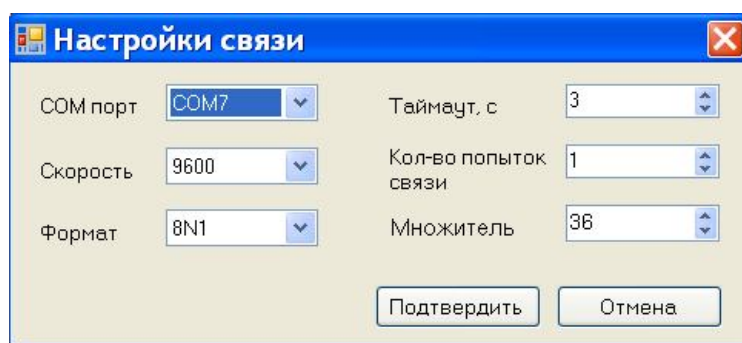 Настройки связи
COM порт
COM7
Таймаут, с
3
Скорость
9600
Кол-во попыток
связи
1
Формат
8N1
Множитель
36
Подтвердить
Отмена